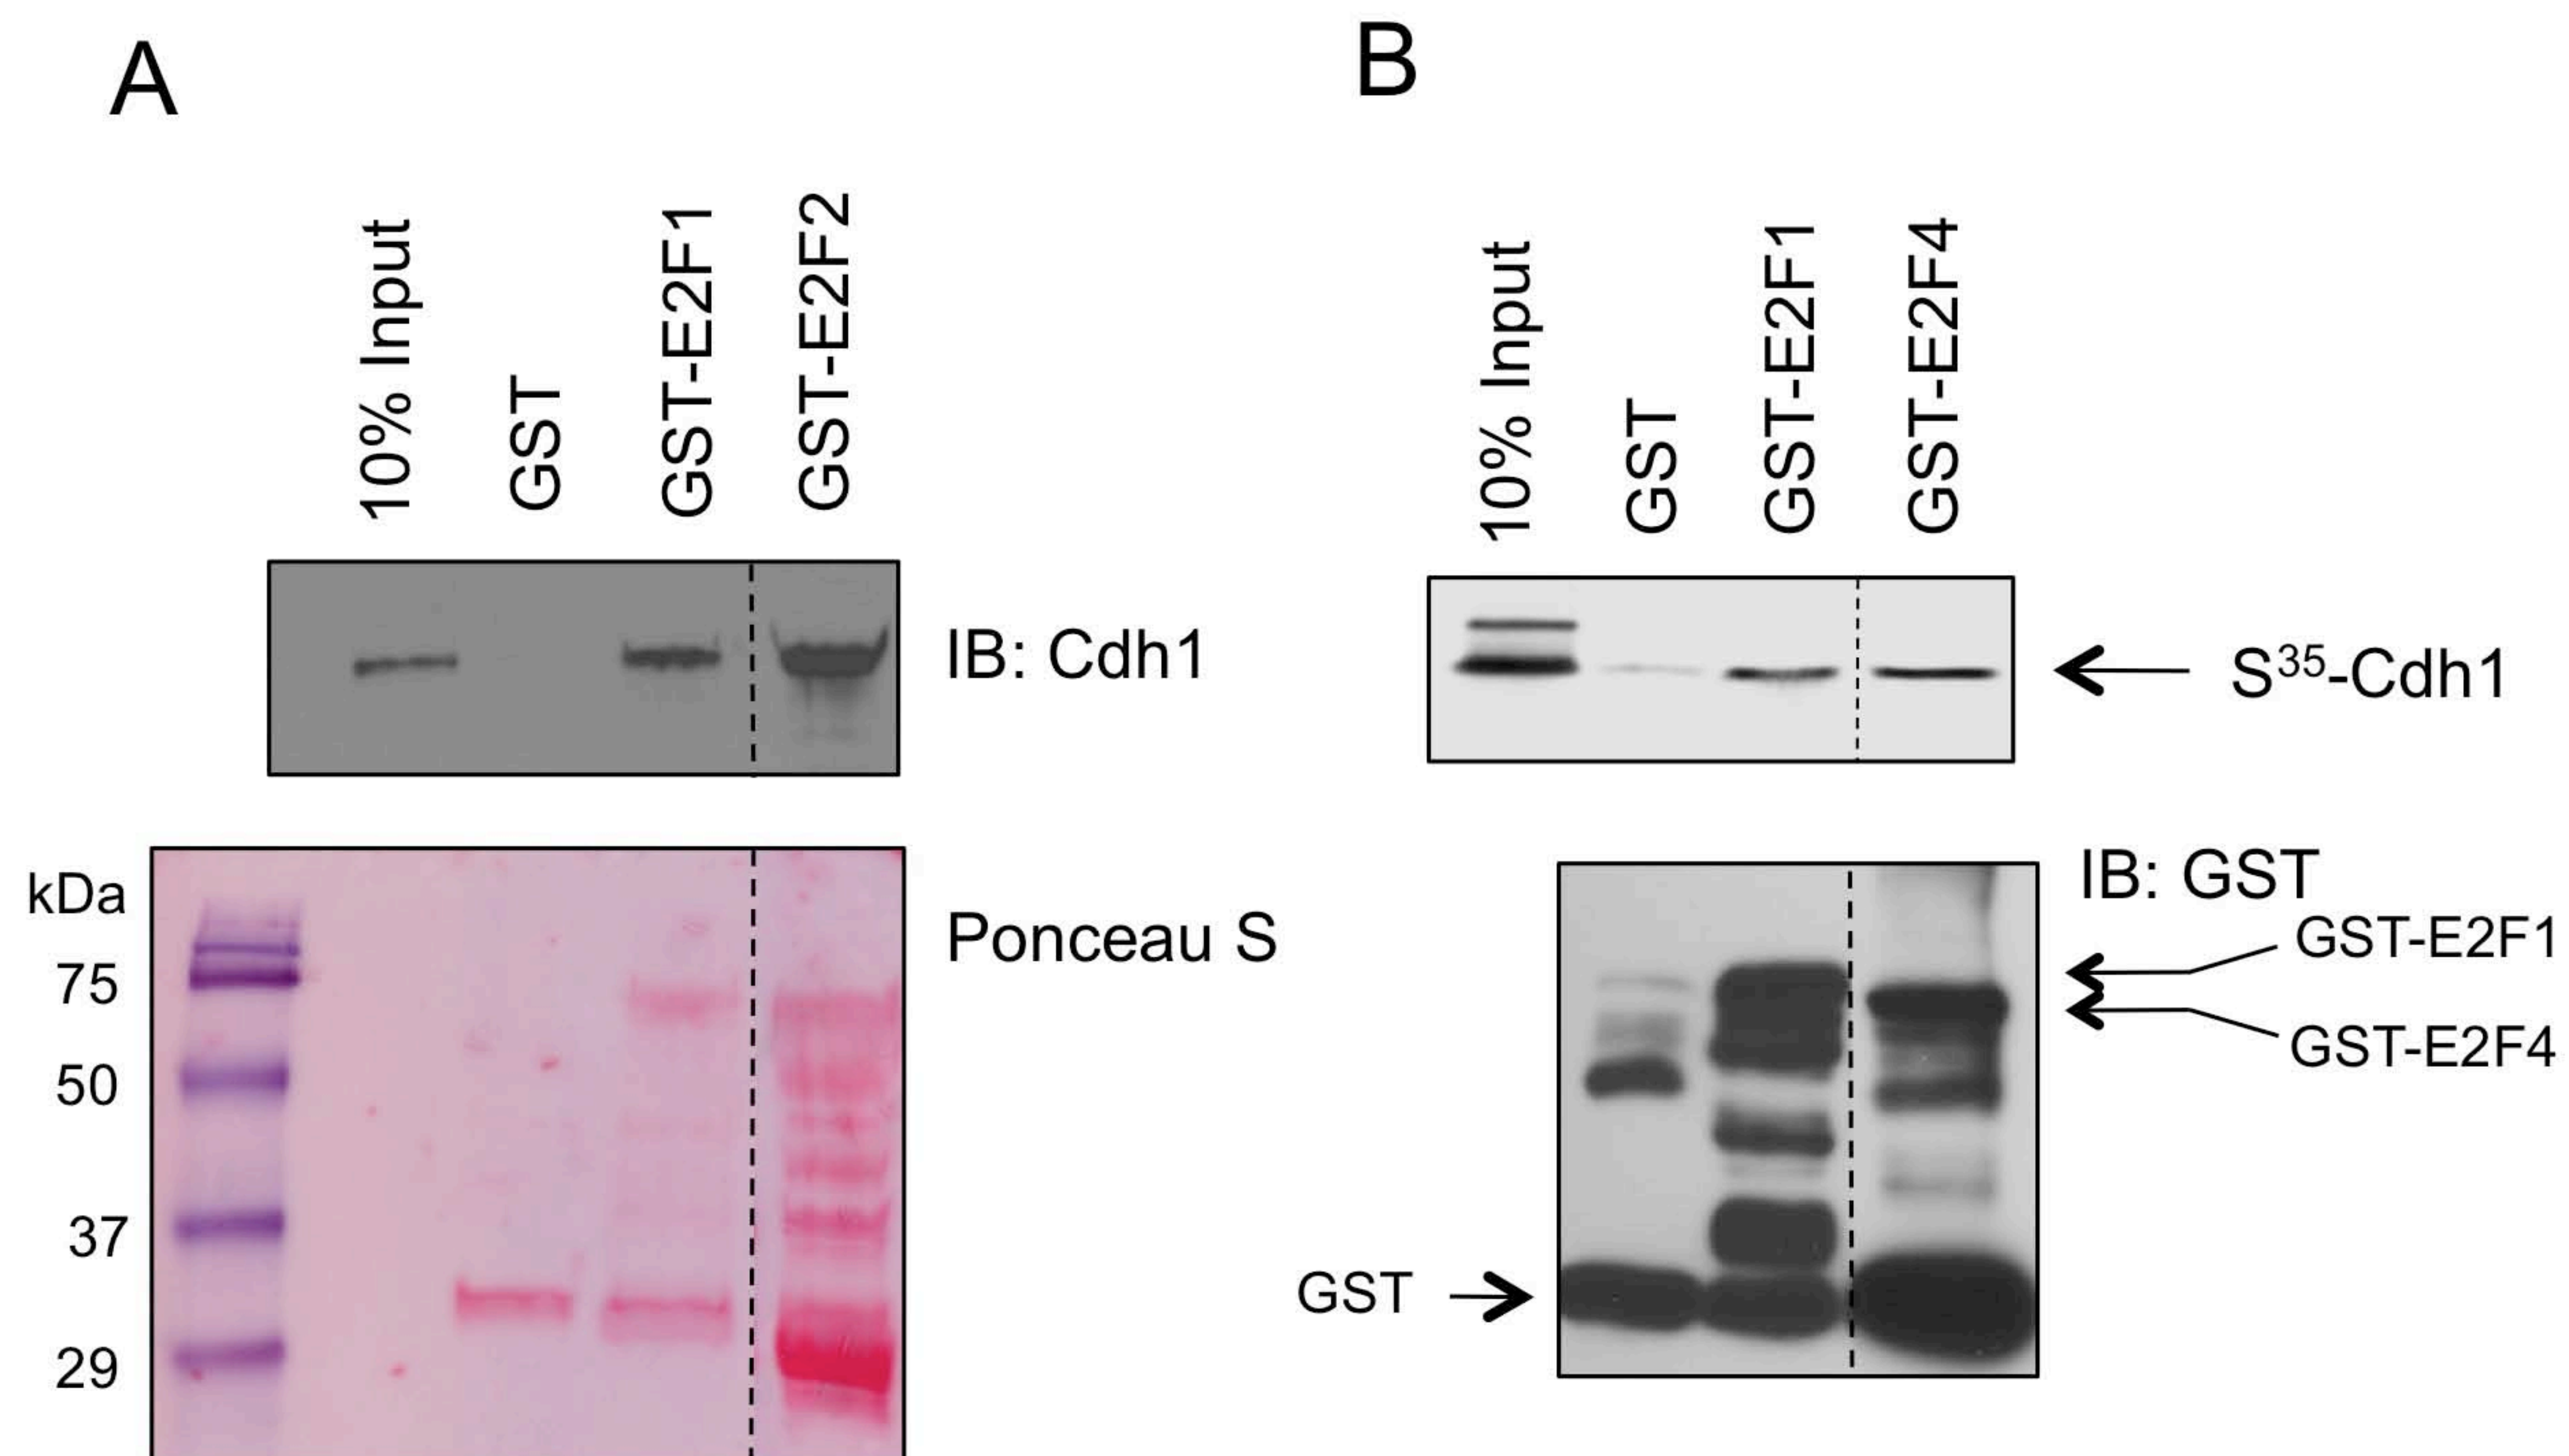 A
10% Input
GST
GST-E2F1
GST-E2F2
IB: Cdh1
kDa
75
50
37
29
Ponceau S
B
10% Input
GST
GST-E2F1
GST-E2F4
S³⁵-Cdh1
IB: GST
GST-E2F1
GST-E2F4
GST